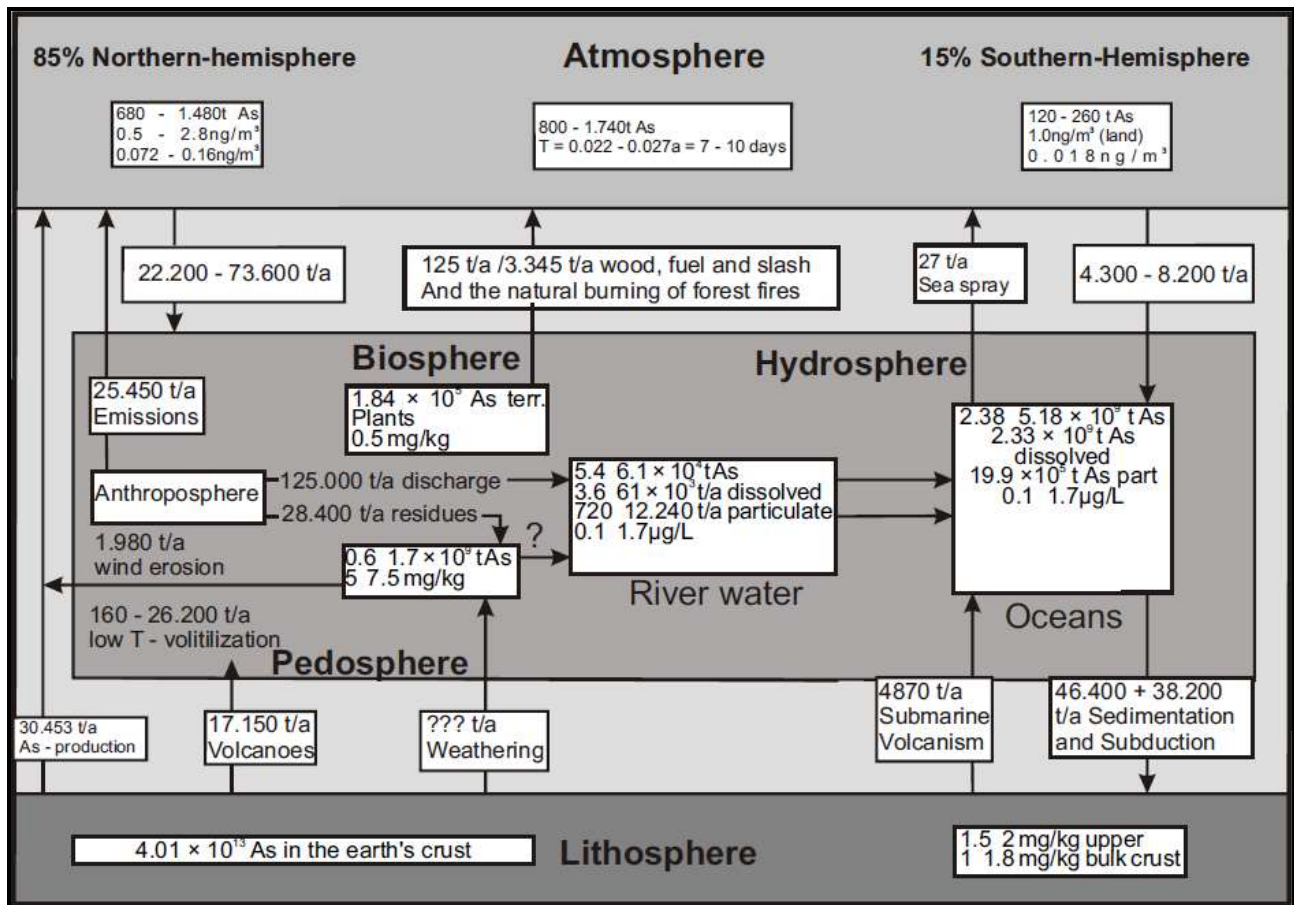 85% Northern-hemisphere
Atmosphere
15% Southern-Hemisphere
680 - 1.480t As
0.5 - 2.8ng/m³
0.072 - 0.16ng/m³
800 - 1.740t As
T = 0.022 - 0.027a = 7 - 10 days
120 - 260 t As
1.0ng/m³ (land)
0.018ng/m³
22.200 - 73.600 t/a
125 t/a /3.345 t/a wood, fuel and slash
And the natural burning of forest fires
27 t/a
Sea spray
4.300 - 8.200 t/a
Biosphere
Hydrosphere
25.450 t/a
Emissions
1.84 × 10⁵ As terr.
Plants
0.5 mg/kg
2.38 5.18 × 10⁹ t As
2.33 × 10⁹ t As
dissolved
19.9 ×10⁵ t As part
0.1 1.7µg/L
Anthroposphere
125.000 t/a discharge
28.400 t/a residues
5.4 6.1 × 10⁴ tAs
3.6 61 × 10³ t/a dissolved
720 12.240 t/a particulate
0.1 1.7µg/L
?
1.980 t/a
wind erosion
0.6 1.7 × 10⁹ tAs
5 7.5 mg/kg
River water
Oceans
160 - 26.200 t/a
low T - volitilization
Pedosphere
30.453 t/a
As - production
17.150 t/a
Volcanoes
??? t/a
Weathering
4870 t/a
Submarine
Volcanism
46.400 + 38.200
t/a Sedimentation
and Subduction
4.01 × 10¹³ As in the earth's crust
Lithosphere
1.5 2 mg/kg upper
1 1.8 mg/kg bulk crust